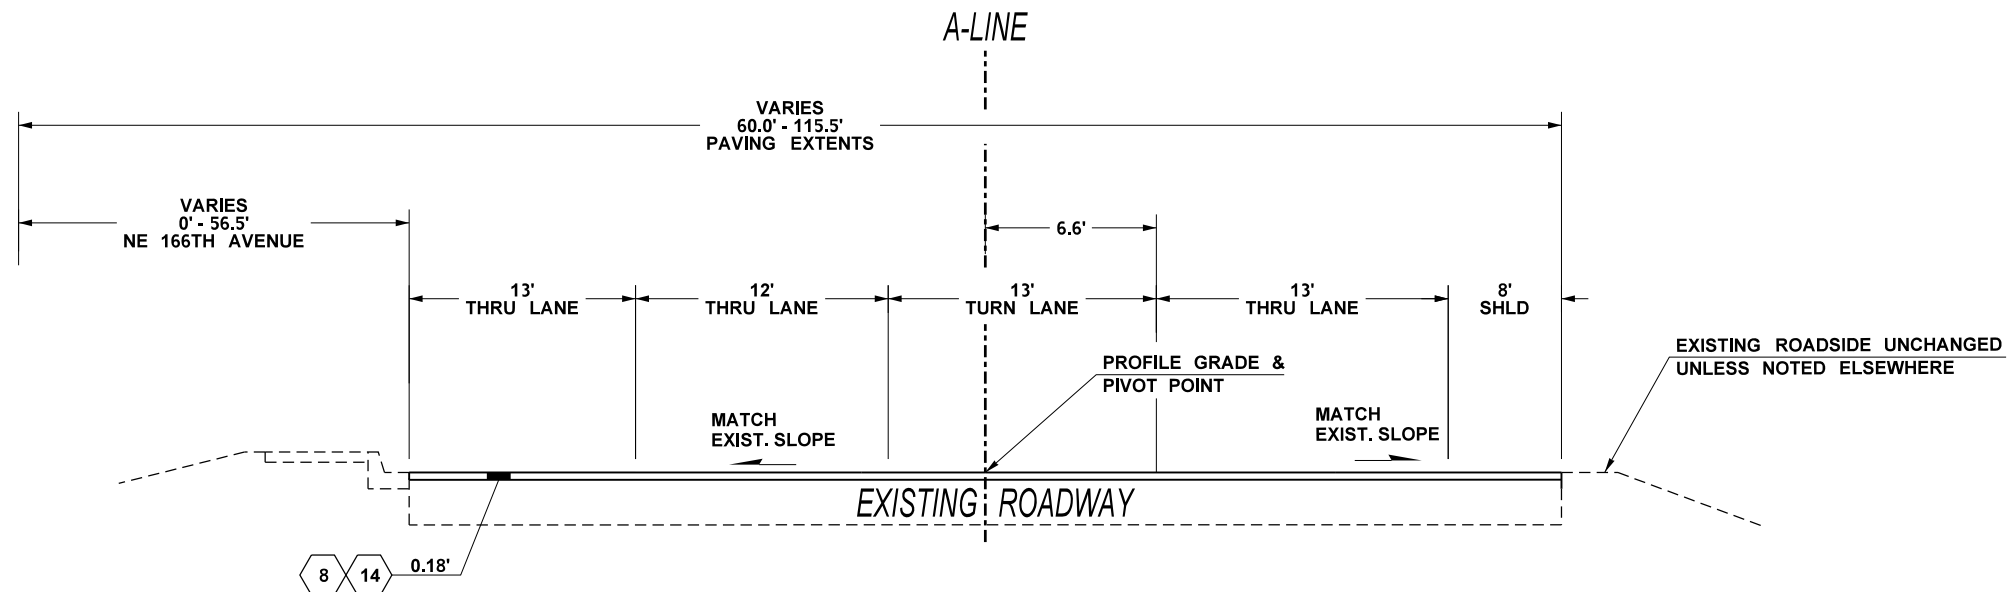 A-LINE
VARIES
60.0' - 115.5'
PAVING EXTENTS
VARIES
0' - 56.5'
NE 166TH AVENUE
6.6'
13'
THRU LANE
12'
THRU LANE
13'
TURN LANE
13'
THRU LANE
8'
SHLD
EXISTING ROADSIDE UNCHANGED
UNLESS NOTED ELSEWHERE
PROFILE GRADE &
PIVOT POINT
MATCH
EXIST. SLOPE
MATCH
EXIST. SLOPE
EXISTING ROADWAY
8 14 0.18'